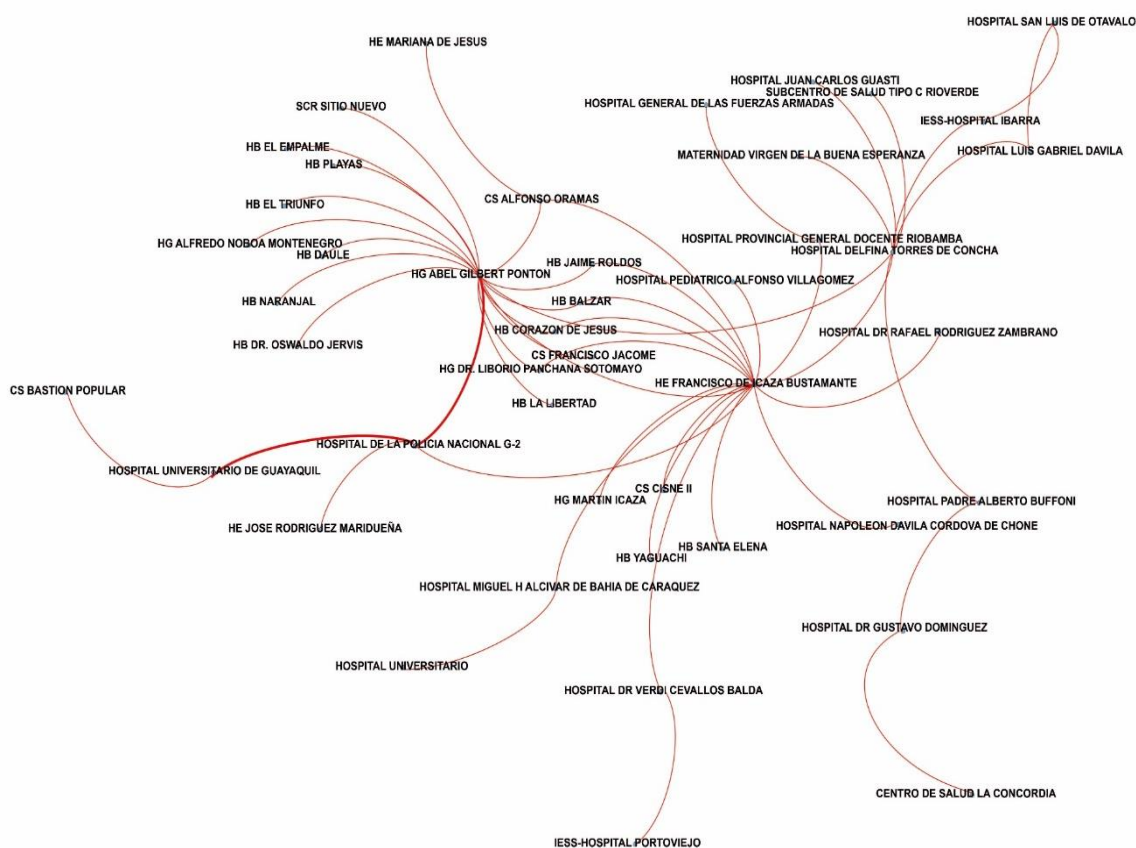 HOSPITAL SAN LUIS DE OTAVALO
HE MARIANA DE JESUS
HOSPITAL JUAN CARLOS GUASTI
SUBCENTRO DE SALUD TIPO C RIOVERDE
HOSPITAL GENERAL DE LAS FUERZAS ARMADAS
SCR SITIO NUEVO
IESS-HOSPITAL IBARRA
HB EL EMPALME
HOSPITAL LUIS GABRIEL DAVILA
MATERNIDAD VIRGEN DE LA BUENA ESPERANZA
HB PLAYAS
CS ALFONSO ORAMAS
HB EL TRIUNFO
HOSPITAL PROVINCIAL GENERAL DOCENTE RIOBAMBA
HG ALFREDO NOBOA MONTENEGRO
HOSPITAL DELFINA TORRES DE CONCHA
HB DAULE
HB JAIME ROLDOS
HG ABEL GILBERT PONTON
HOSPITAL PEDIATRICO ALFONSO VILLAGOMEZ
HB NARANJAL
HB BALZAR
HB CORAZON DE JESUS
HOSPITAL DR RAFAEL RODRIGUEZ ZAMBRANO
HB DR. OSWALDO JERVIS
CS FRANCISCO JACOME
HG DR. LIBORIO PANCHANA SOTOMAYO
HE FRANCISCO DE ICAZA BUSTAMANTE
CS BASTION POPULAR
HB LA LIBERTAD
HOSPITAL DE LA POLICIA NACIONAL G-2
HOSPITAL UNIVERSITARIO DE GUAYAQUIL
CS CISNE II
HG MARTIN ICAZA
HOSPITAL PADRE ALBERTO BUFFONI
HE JOSE RODRIGUEZ MARIDUEÑA
HOSPITAL NAPOLEON DAVILA CORDOVA DE CHONE
HB SANTA ELENA
HB YAGUACHI
HOSPITAL MIGUEL H ALCIVAR DE BAHIA DE CARAQUEZ
HOSPITAL DR GUSTAVO DOMINGUEZ
HOSPITAL UNIVERSITARIO
HOSPITAL DR VERDI CEVALLOS BALDA
CENTRO DE SALUD LA CONCORDIA
IESS-HOSPITAL PORTOVIEJO